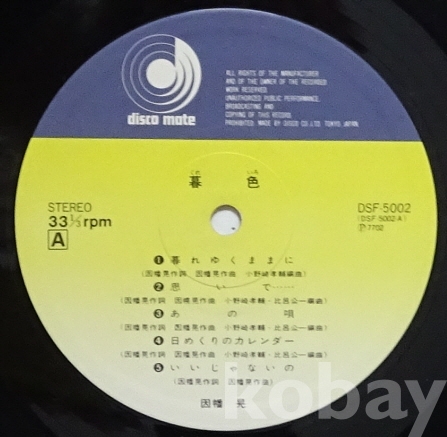 disco mate
ALL RIGHTS OF THE MANUFACTURER
AND OF THE OWNER OF THE RECORDED
WORK RESERVED
UNAUTHORIZED PUBLIC PERFORMANCE,
BROADCASTING AND
COPYING OF THIS RECORD
PROHIBITED. MADE BY DISCO CO.,LTD. TOKYO, JAPAN
くれ いろ
暮色
STEREO
33 1/3 rpm
A
DSF-5002
(DSF-5002-A)
Ⓟ7702
❶暮れゆくままに
(因幡晃作詞 因幡晃作曲 小野崎孝輔編曲)
❷思いで……
(因幡晃作詞 因幡晃作曲 小野崎孝輔・比呂公一編曲)
❸あの唄
(因幡晃作詞 因幡晃作曲 小野崎孝輔・比呂公一編曲)
❹日めくりのカレンダー
(因幡晃作詞 因幡晃作曲 小野崎孝輔・比呂公一編曲)
❺いいじゃないの
(因幡晃作詞 因幡晃作曲)
因幡 晃
kobay